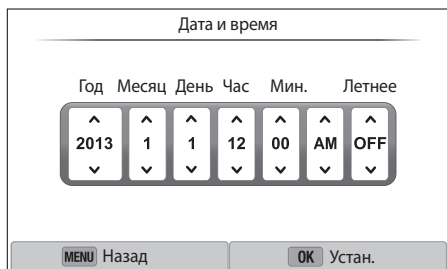 Дата и время
Год Месяц День Час Мин. Летнее
2013 1 1 12 00 AM OFF
MENU Назад OK Устан.